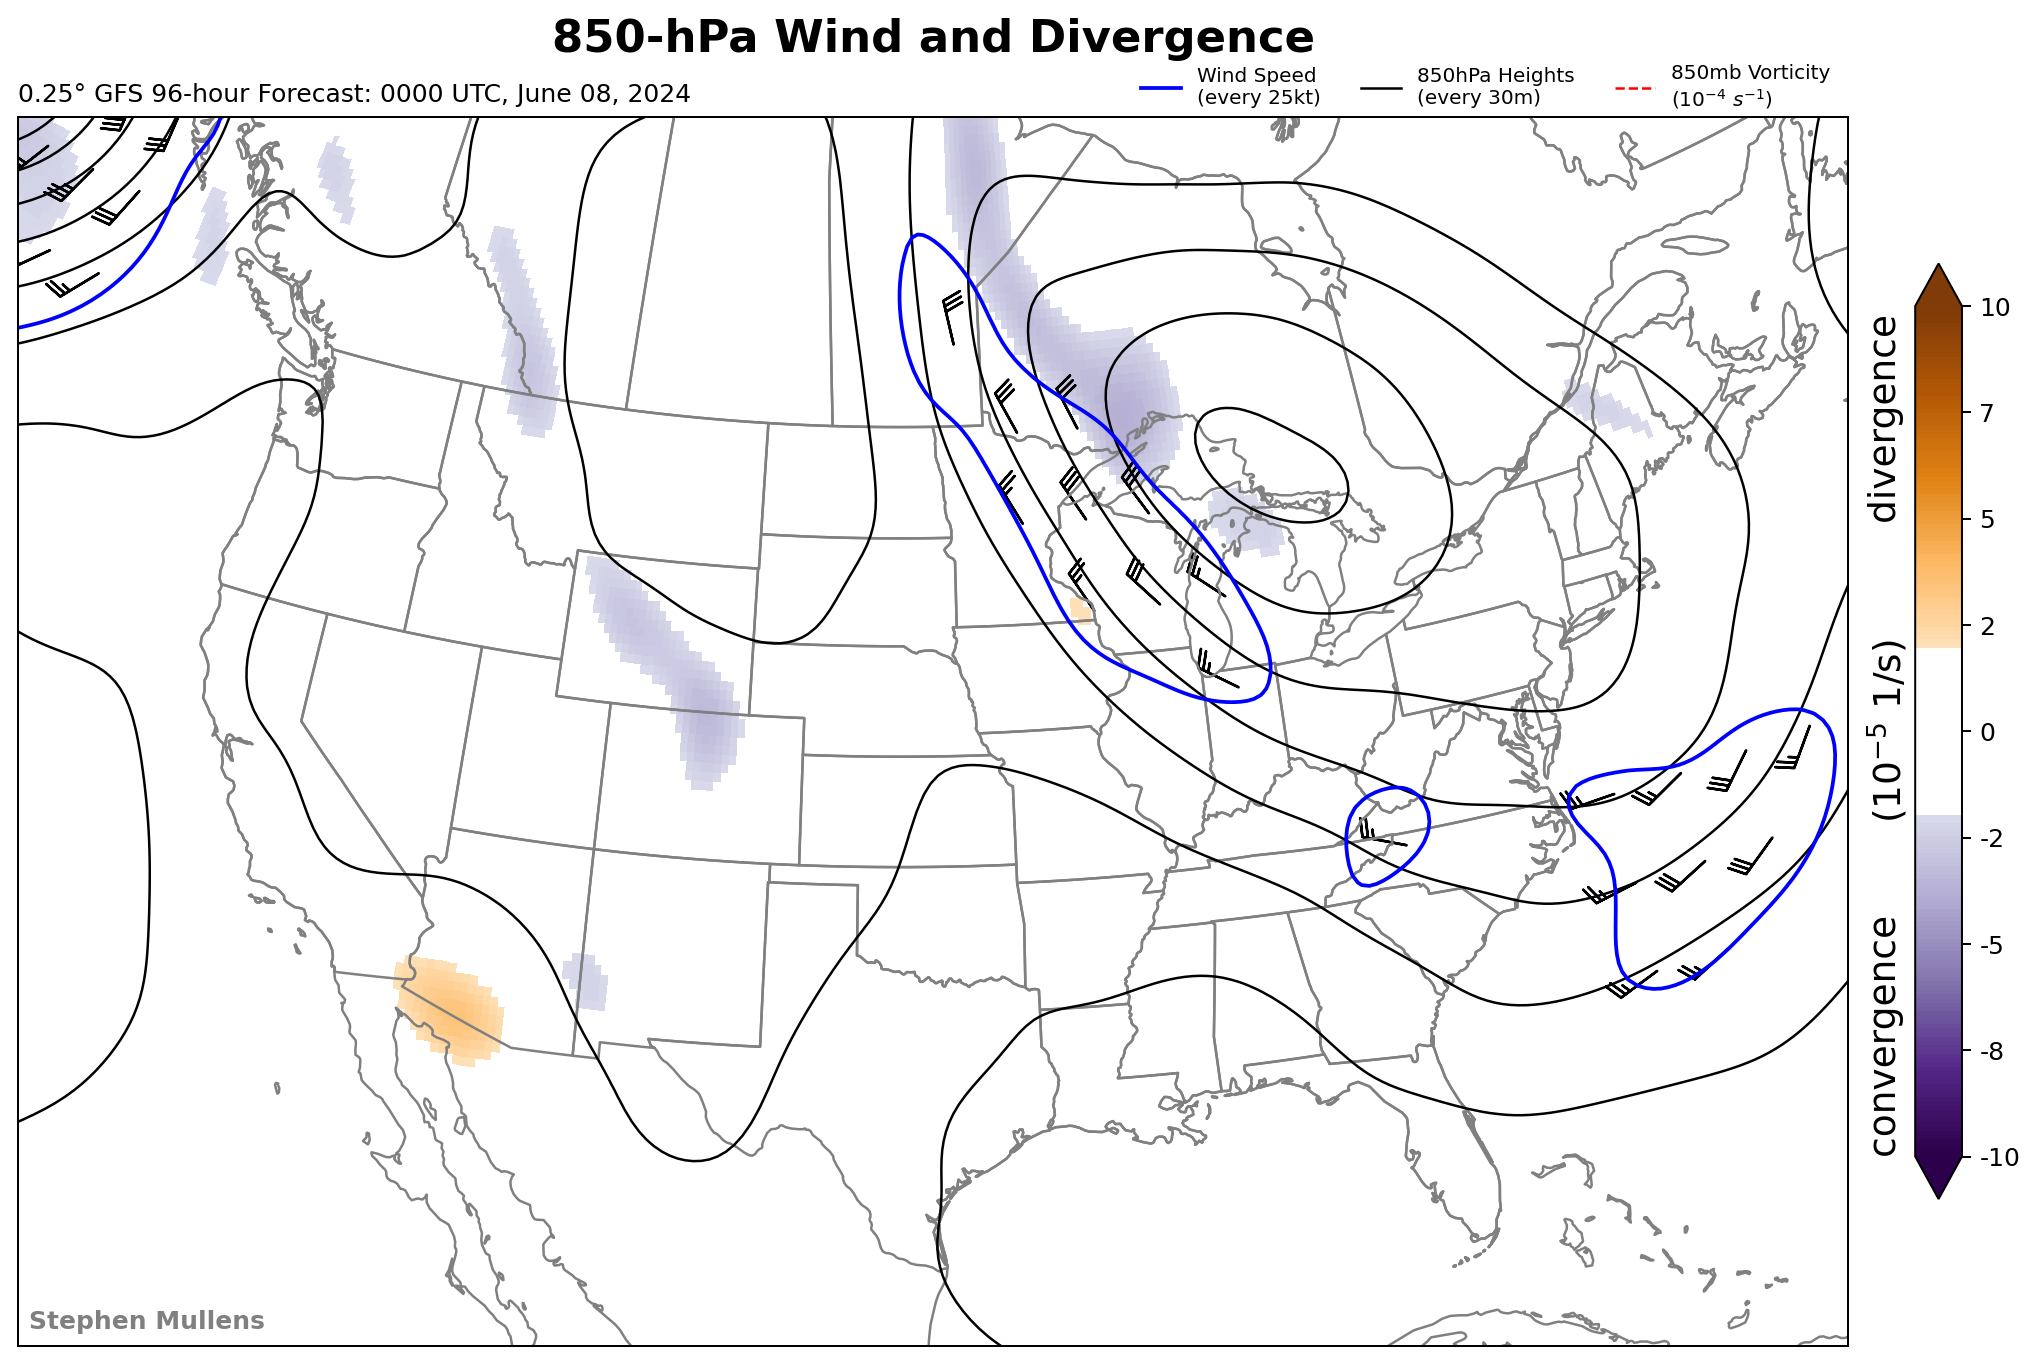 850-hPa Wind and Divergence
0.25° GFS 96-hour Forecast: 0000 UTC, June 08, 2024
Wind Speed
(every 25kt)
850hPa Heights
(every 30m)
850mb Vorticity
(10⁻⁴ s⁻¹)
10
7
5
2
0
-2
-5
-8
-10
convergence (10⁻⁵ 1/s) divergence
Stephen Mullens